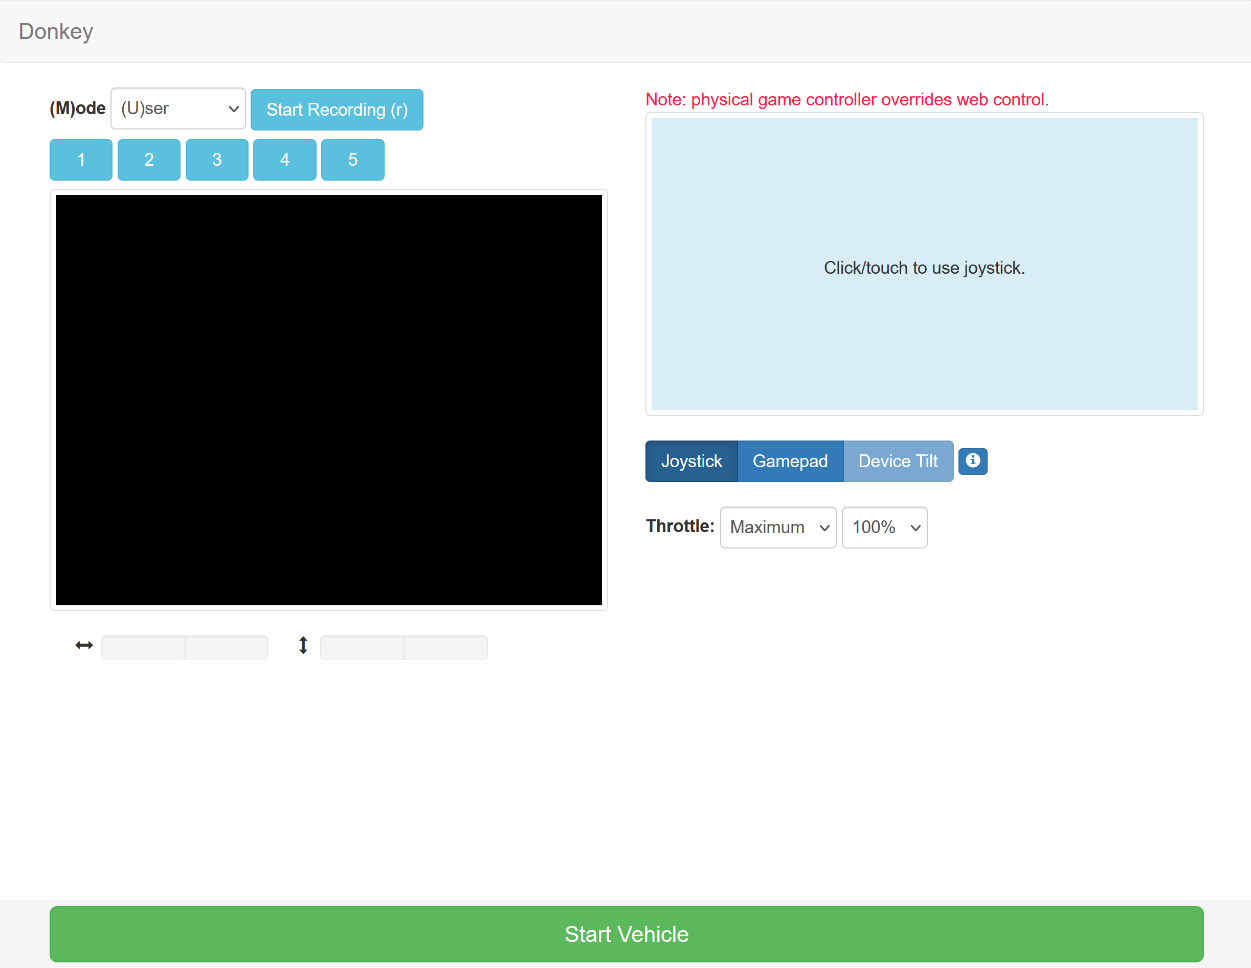 Donkey
(M)ode (U)ser Start Recording (r)
1 2 3 4 5
Note: physical game controller overrides web control.
Click/touch to use joystick.
Joystick Gamepad Device Tilt
Throttle: Maximum 100%
Start Vehicle